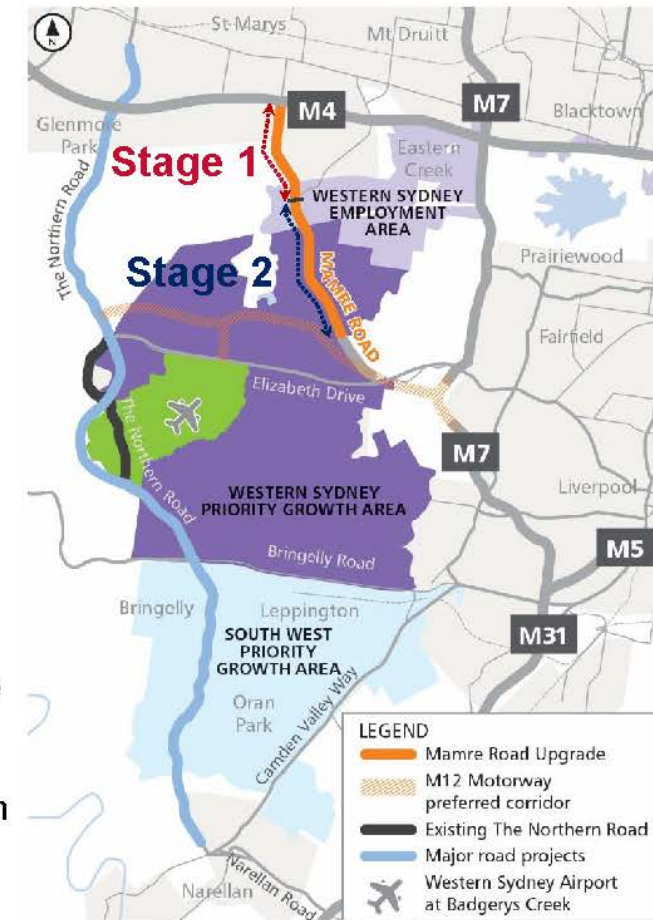 N
St Marys
Mt Druitt
M4
M7
Blacktown
Glenmore
Park
Eastern
Creek
Stage 1
WESTERN SYDNEY
EMPLOYMENT
AREA
The Northern Road
Prairiewood
Stage 2
MAMRE ROAD
Fairfield
Elizabeth Drive
The Northern Road
M7
WESTERN SYDNEY
PRIORITY GROWTH AREA
Liverpool
Bringelly Road
M5
Bringelly
Leppington
M31
SOUTH WEST
PRIORITY
GROWTH AREA
Oran
Park
Camden Valley Way
Narellan Road
Narellan
LEGEND
Mamre Road Upgrade
M12 Motorway
preferred corridor
Existing The Northern Road
Major road projects
Western Sydney Airport
at Badgerys Creek